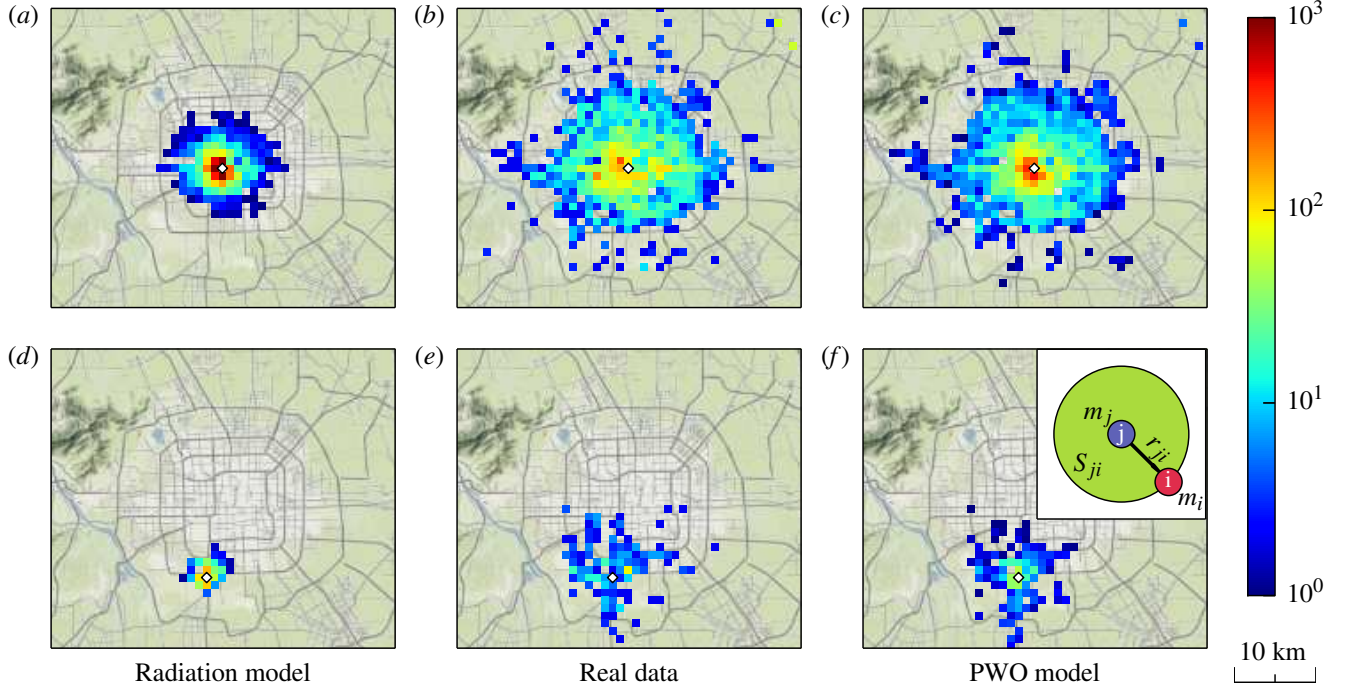 (a)
(b)
(c)
10³
10²
10¹
10⁰
(d)
(e)
(f)
m_j
j
r_ji
S_ji
i
m_i
Radiation model
Real data
PWO model
10 km